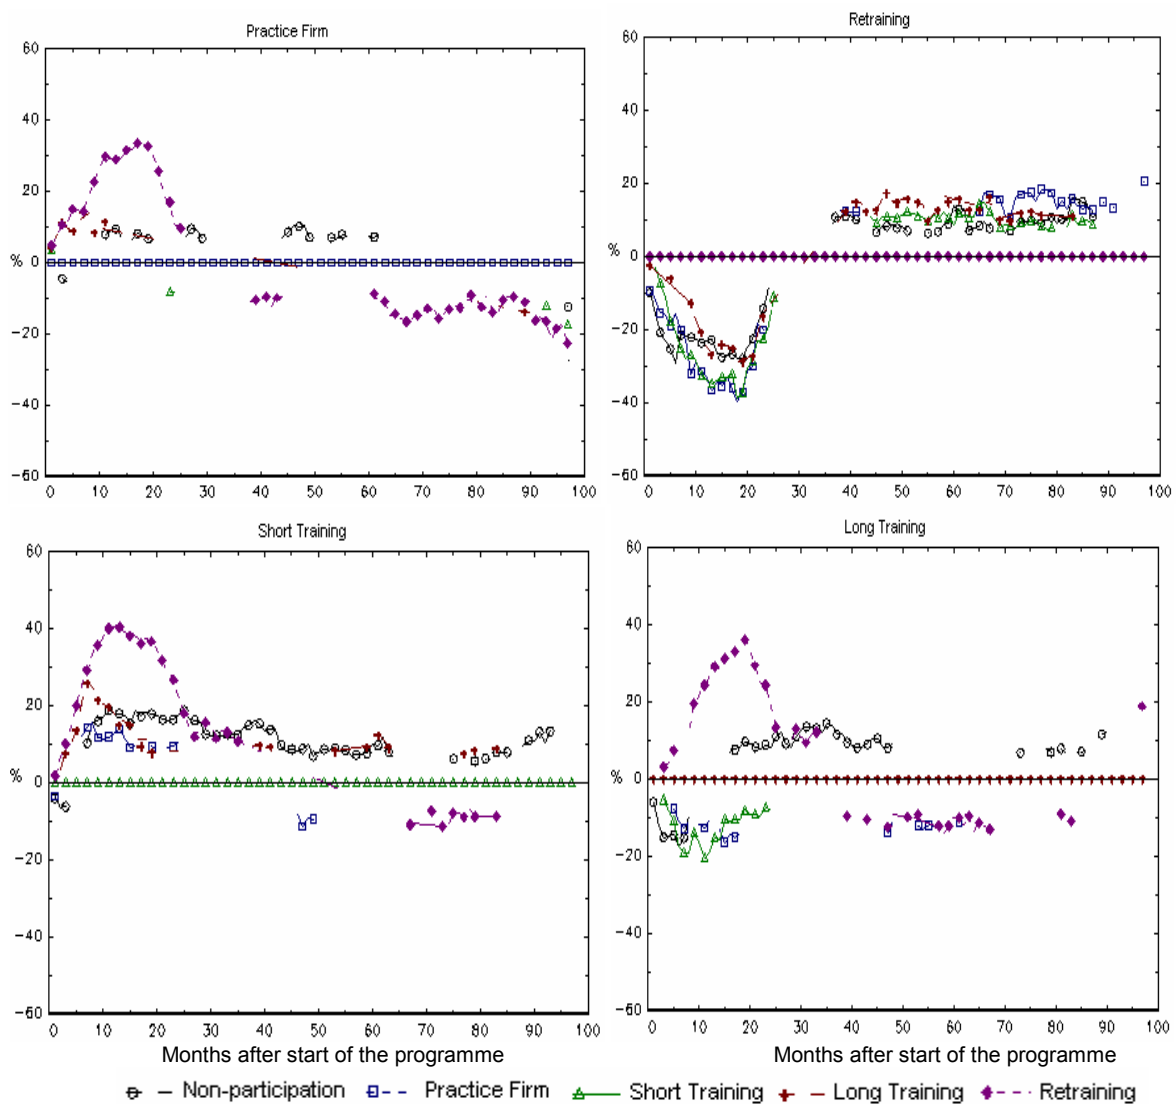 Practice Firm
Retraining
60
40
20
% 0
−20
−40
−60
0 10 20 30 40 50 60 70 80 90 100
60
40
20
% 0
−20
−40
−60
0 10 20 30 40 50 60 70 80 90 100
Short Training
Long Training
60
40
20
% 0
−20
−40
−60
0 10 20 30 40 50 60 70 80 90 100
60
40
20
% 0
−20
−40
−60
0 10 20 30 40 50 60 70 80 90 100
Months after start of the programme
Months after start of the programme
Non-participation Practice Firm Short Training Long Training Retraining